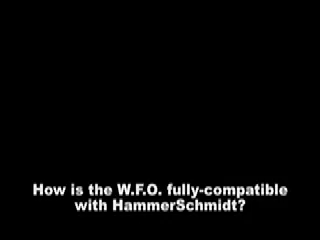 How is the W.F.O. fully-compatible
with HammerSchmidt?